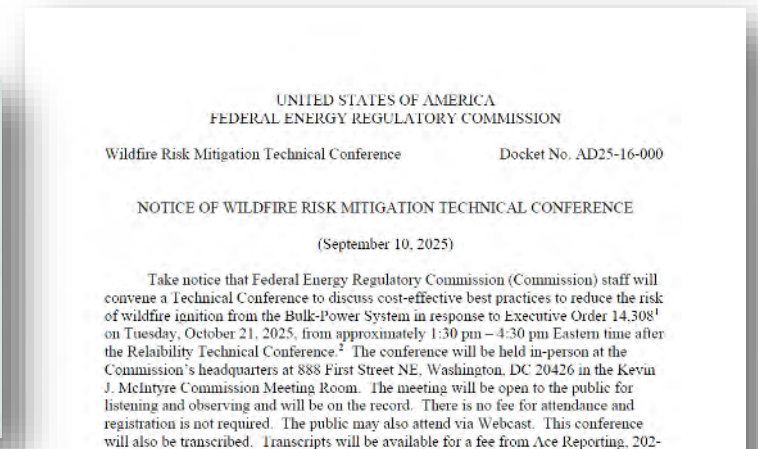 UNITED STATES OF AMERICA
FEDERAL ENERGY REGULATORY COMMISSION
Wildfire Risk Mitigation Technical Conference Docket No. AD25-16-000
NOTICE OF WILDFIRE RISK MITIGATION TECHNICAL CONFERENCE
(September 10, 2025)
Take notice that Federal Energy Regulatory Commission (Commission) staff will
convene a Technical Conference to discuss cost-effective best practices to reduce the risk
of wildfire ignition from the Bulk-Power System in response to Executive Order 14,308¹
on Tuesday, October 21, 2025, from approximately 1:30 pm – 4:30 pm Eastern time after
the Relaibility Technical Conference.² The conference will be held in-person at the
Commission's headquarters at 888 First Street NE, Washington, DC 20426 in the Kevin
J. McIntyre Commission Meeting Room. The meeting will be open to the public for
listening and observing and will be on the record. There is no fee for attendance and
registration is not required. The public may also attend via Webcast. This conference
will also be transcribed. Transcripts will be available for a fee from Ace Reporting, 202-